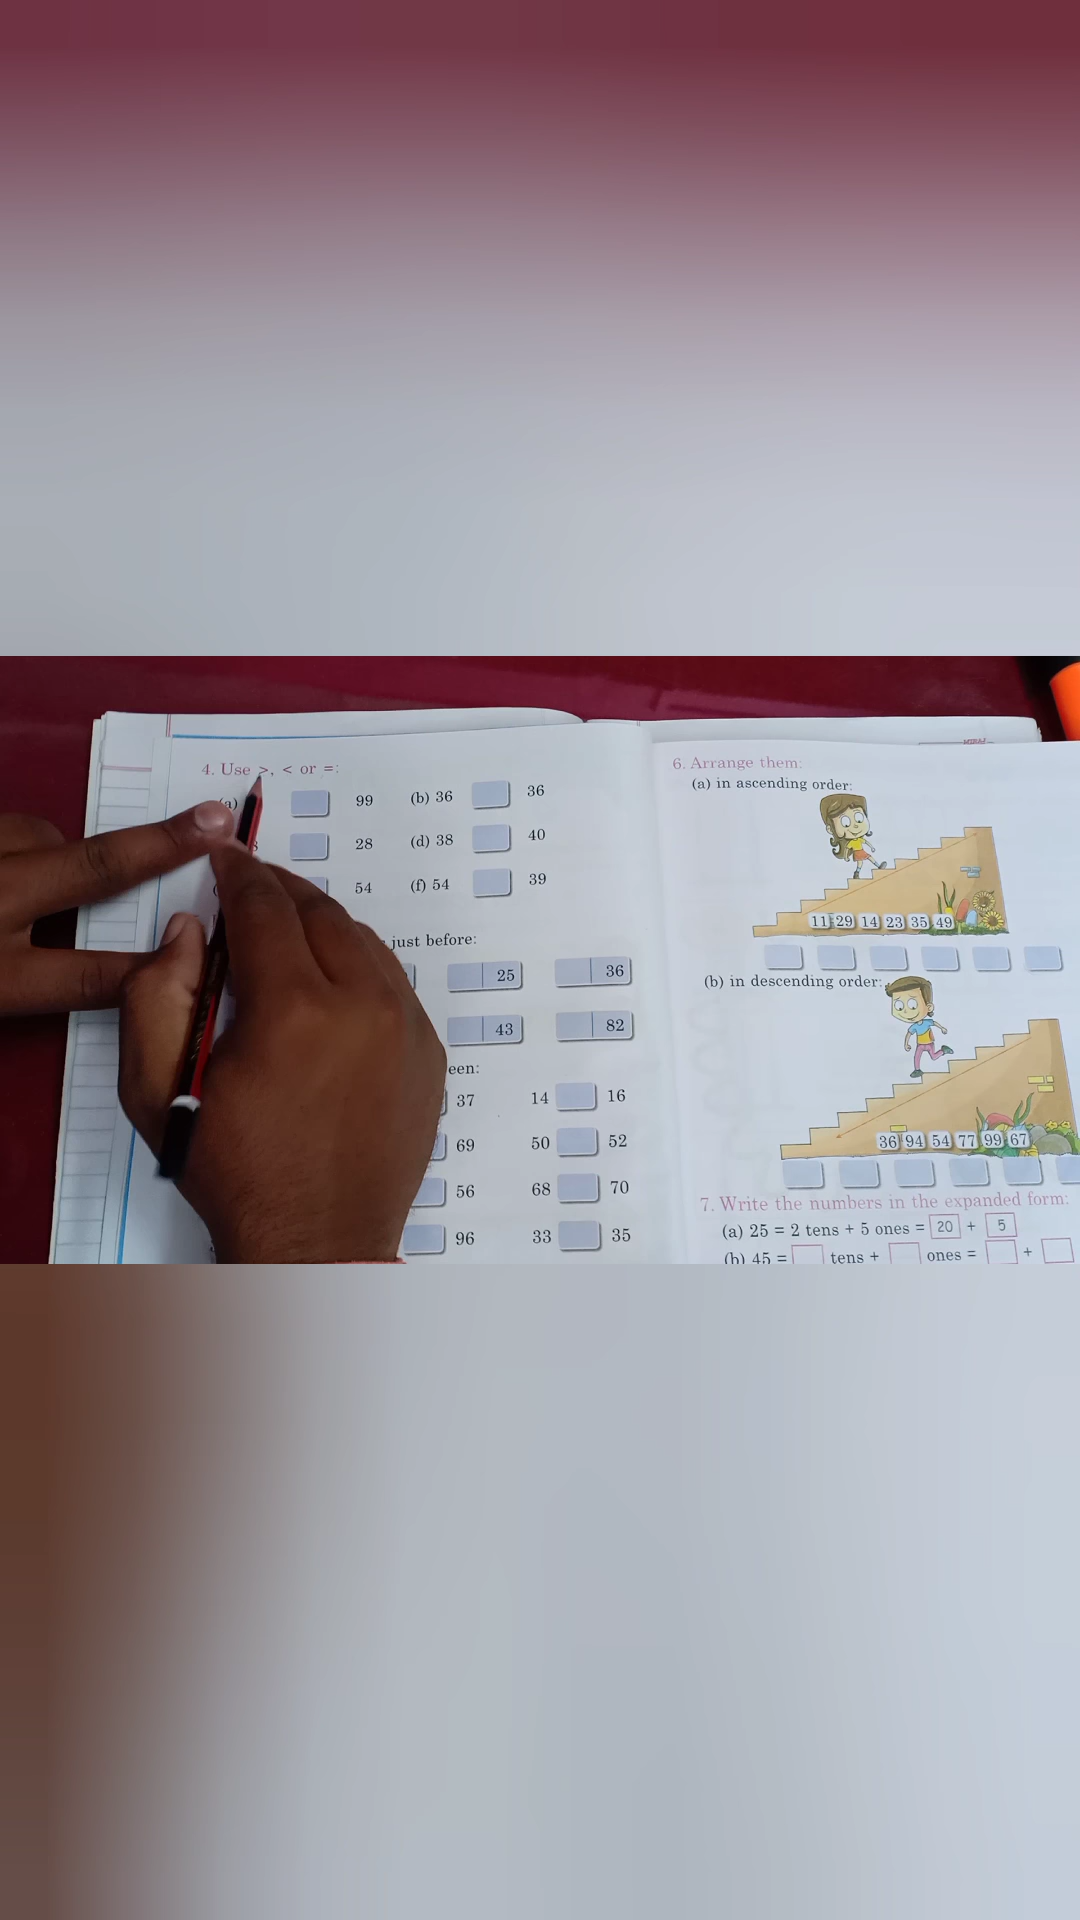 4. Use >, < or =:
(a) 99 (b) 36 36
28 (d) 38 40
54 (f) 54 39
just before:
25 36
43 82
een:
37 14 16
69 50 52
56 68 70
96 33 35
6. Arrange them:
(a) in ascending order:
11 29 14 23 35 49
(b) in descending order:
36 94 54 77 99 67
7. Write the numbers in the expanded form:
(a) 25 = 2 tens + 5 ones = 20 + 5
(b) 45 = tens + ones = +